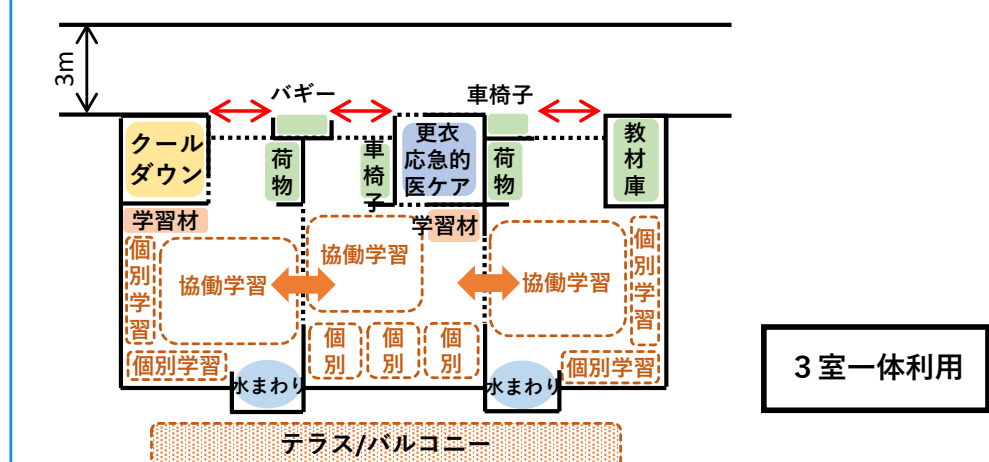 3m
バギー
車椅子
クール
ダウン
荷
物
車
椅
子
更衣
応急的
医ケア
荷
物
教
材
庫
学習材
学習材
個
別
学
習
協働学習
協働学習
協働学習
個
別
学
習
個別学習
個
別
個
別
個
別
個別学習
水まわり
水まわり
テラス/バルコニー
３室一体利用